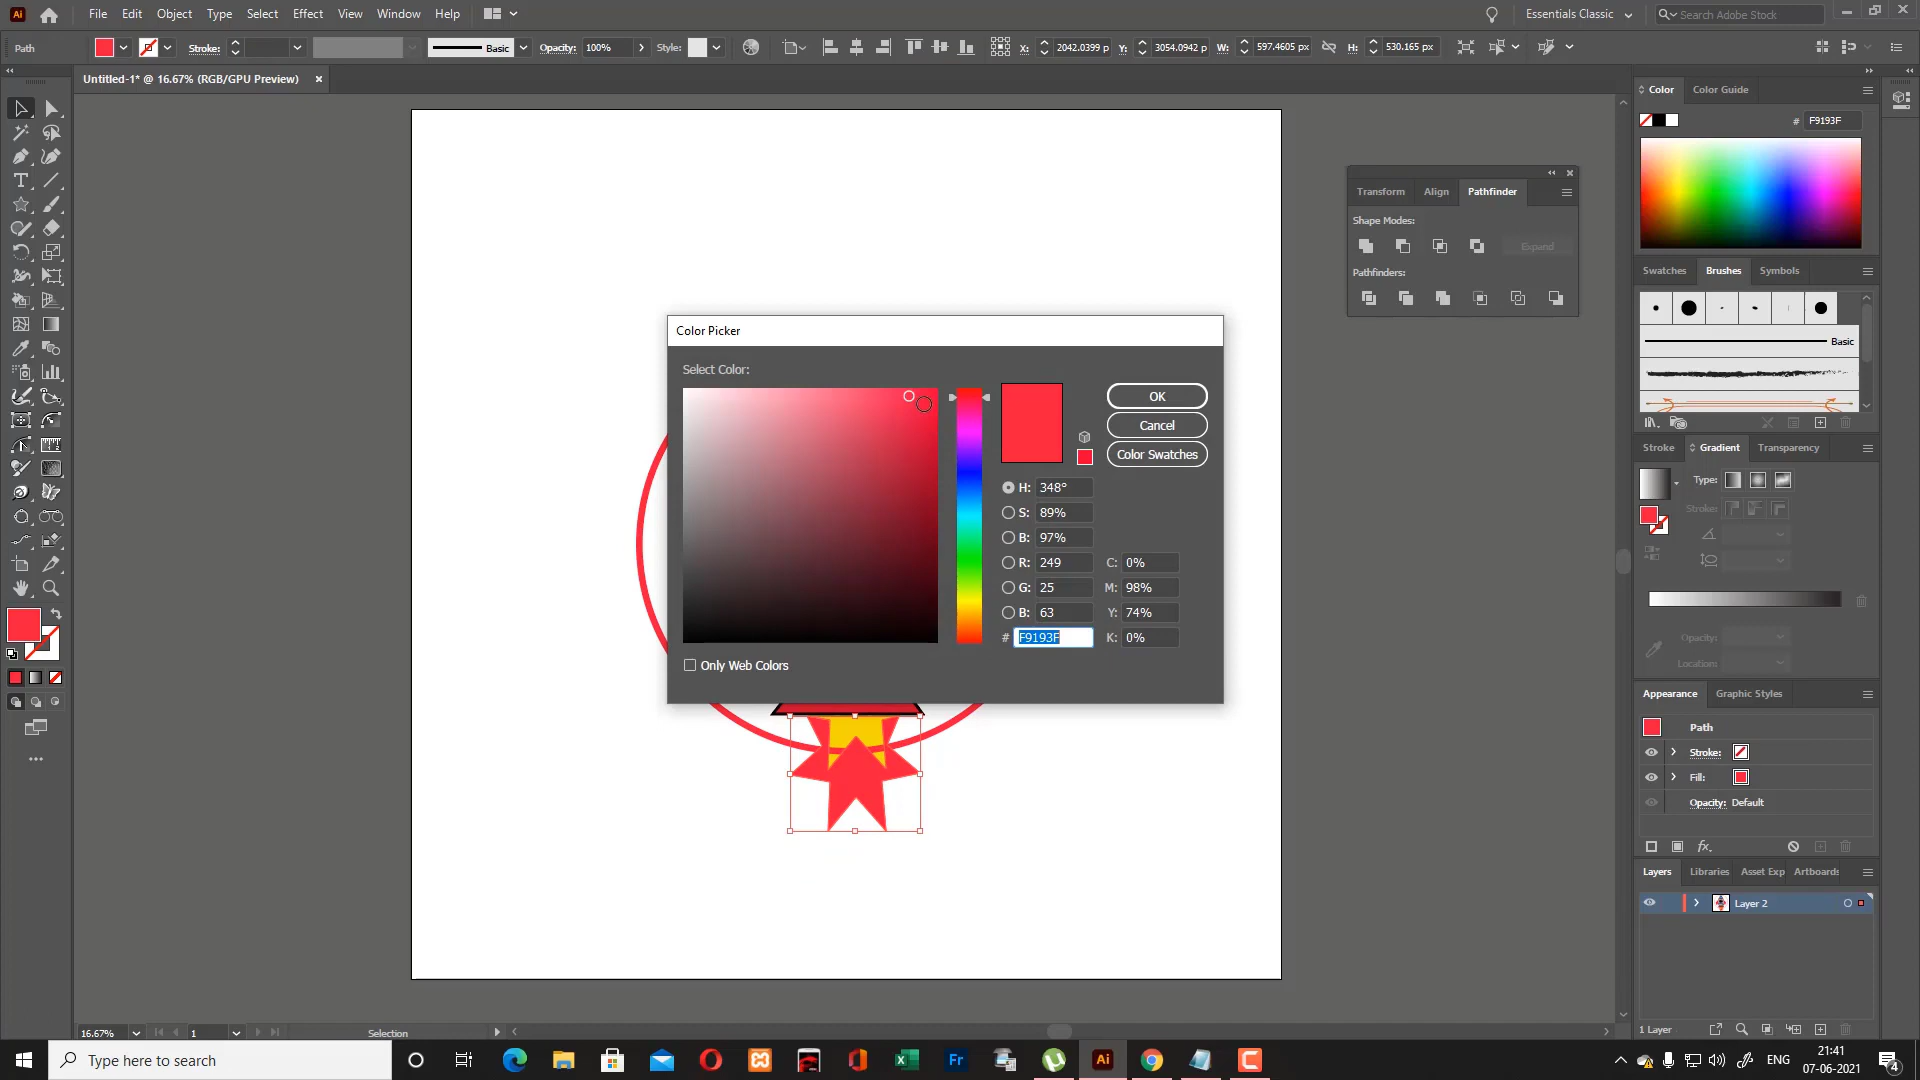 Ai File Edit Object Type Select Effect View Window Help Essentials Classic Search Adobe Stock
Path Stroke: Basic Opacity: 100% Style: X: 2042.0399 p Y: 3054.0942 p W: 597.4605 px H: 530.165 px
Untitled-1* @ 16.67% (RGB/GPU Preview)
Color Color Guide
# F9193F
Transform Align Pathfinder
Shape Modes:
Expand
Pathfinders:
Swatches Brushes Symbols
Basic
Color Picker
Select Color:
OK
Cancel
Color Swatches
H: 348°
S: 89%
B: 97%
R: 249 C: 0%
G: 25 M: 98%
B: 63 Y: 74%
# F9193F K: 0%
Only Web Colors
Stroke Gradient Transparency
Type:
Stroke:
Opacity:
Location:
Appearance Graphic Styles
Path
Stroke:
Fill:
Opacity: Default
fx.
Layers Libraries Asset Exp Artboards
Layer 2
1 Layer
16.67% 1 Selection
Type here to search Fr Ai ENG 21:41
07-06-2021 4